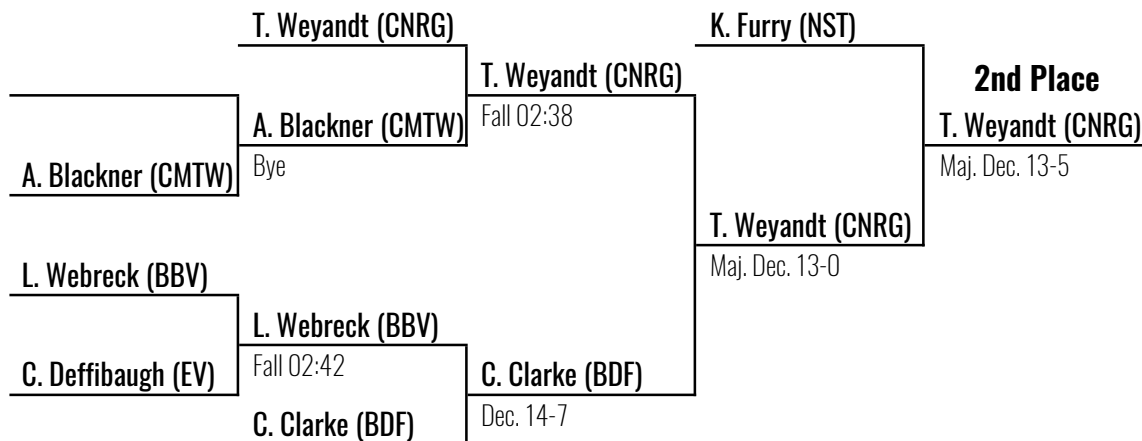 T. Weyandt (CNRG)
K. Furry (NST)
T. Weyandt (CNRG)
2nd Place
A. Blackner (CMTW)
Fall 02:38
T. Weyandt (CNRG)
Bye
Maj. Dec. 13-5
A. Blackner (CMTW)
T. Weyandt (CNRG)
Maj. Dec. 13-0
L. Webreck (BBV)
L. Webreck (BBV)
Fall 02:42
C. Deffibaugh (EV)
C. Clarke (BDF)
Dec. 14-7
C. Clarke (BDF)